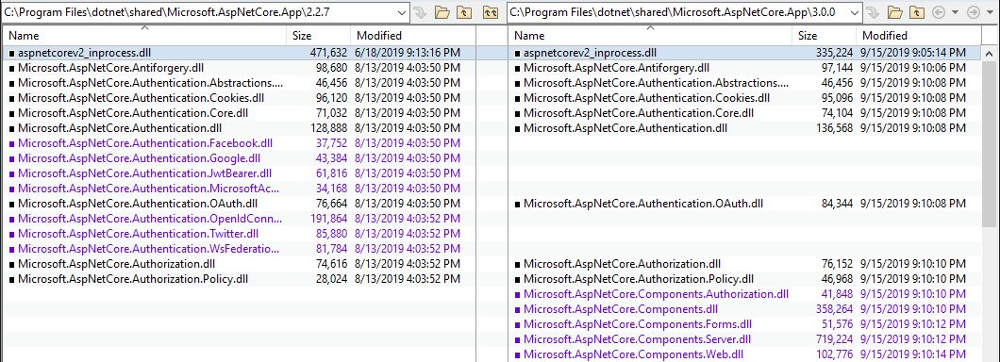 C:\Program Files\dotnet\shared\Microsoft.AspNetCore.App\2.2.7 C:\Program Files\dotnet\shared\Microsoft.AspNetCore.App\3.0.0
Name Size Modified Name Size Modified
aspnetcorev2_inprocess.dll 471,632 6/18/2019 9:13:16 PM aspnetcorev2_inprocess.dll 335,224 9/15/2019 9:05:14 PM
Microsoft.AspNetCore.Antiforgery.dll 98,680 8/13/2019 4:03:50 PM Microsoft.AspNetCore.Antiforgery.dll 97,144 9/15/2019 9:10:06 PM
Microsoft.AspNetCore.Authentication.Abstractions.... 46,456 8/13/2019 4:03:50 PM Microsoft.AspNetCore.Authentication.Abstractions.... 46,456 9/15/2019 9:10:08 PM
Microsoft.AspNetCore.Authentication.Cookies.dll 96,120 8/13/2019 4:03:50 PM Microsoft.AspNetCore.Authentication.Cookies.dll 95,096 9/15/2019 9:10:08 PM
Microsoft.AspNetCore.Authentication.Core.dll 71,032 8/13/2019 4:03:50 PM Microsoft.AspNetCore.Authentication.Core.dll 74,104 9/15/2019 9:10:08 PM
Microsoft.AspNetCore.Authentication.dll 128,888 8/13/2019 4:03:50 PM Microsoft.AspNetCore.Authentication.dll 136,568 9/15/2019 9:10:08 PM
Microsoft.AspNetCore.Authentication.Facebook.dll 37,752 8/13/2019 4:03:50 PM
Microsoft.AspNetCore.Authentication.Google.dll 43,384 8/13/2019 4:03:50 PM
Microsoft.AspNetCore.Authentication.JwtBearer.dll 61,816 8/13/2019 4:03:50 PM
Microsoft.AspNetCore.Authentication.MicrosoftAc... 34,168 8/13/2019 4:03:50 PM
Microsoft.AspNetCore.Authentication.OAuth.dll 76,664 8/13/2019 4:03:50 PM Microsoft.AspNetCore.Authentication.OAuth.dll 84,344 9/15/2019 9:10:08 PM
Microsoft.AspNetCore.Authentication.OpenIdConn... 191,864 8/13/2019 4:03:52 PM
Microsoft.AspNetCore.Authentication.Twitter.dll 85,880 8/13/2019 4:03:52 PM
Microsoft.AspNetCore.Authentication.WsFederatio... 81,784 8/13/2019 4:03:52 PM
Microsoft.AspNetCore.Authorization.dll 74,616 8/13/2019 4:03:52 PM Microsoft.AspNetCore.Authorization.dll 76,152 9/15/2019 9:10:10 PM
Microsoft.AspNetCore.Authorization.Policy.dll 28,024 8/13/2019 4:03:52 PM Microsoft.AspNetCore.Authorization.Policy.dll 46,968 9/15/2019 9:10:10 PM
Microsoft.AspNetCore.Components.Authorization.dll 41,848 9/15/2019 9:10:10 PM
Microsoft.AspNetCore.Components.dll 358,264 9/15/2019 9:10:10 PM
Microsoft.AspNetCore.Components.Forms.dll 51,576 9/15/2019 9:10:12 PM
Microsoft.AspNetCore.Components.Server.dll 719,224 9/15/2019 9:10:12 PM
Microsoft.AspNetCore.Components.Web.dll 102,776 9/15/2019 9:10:14 PM